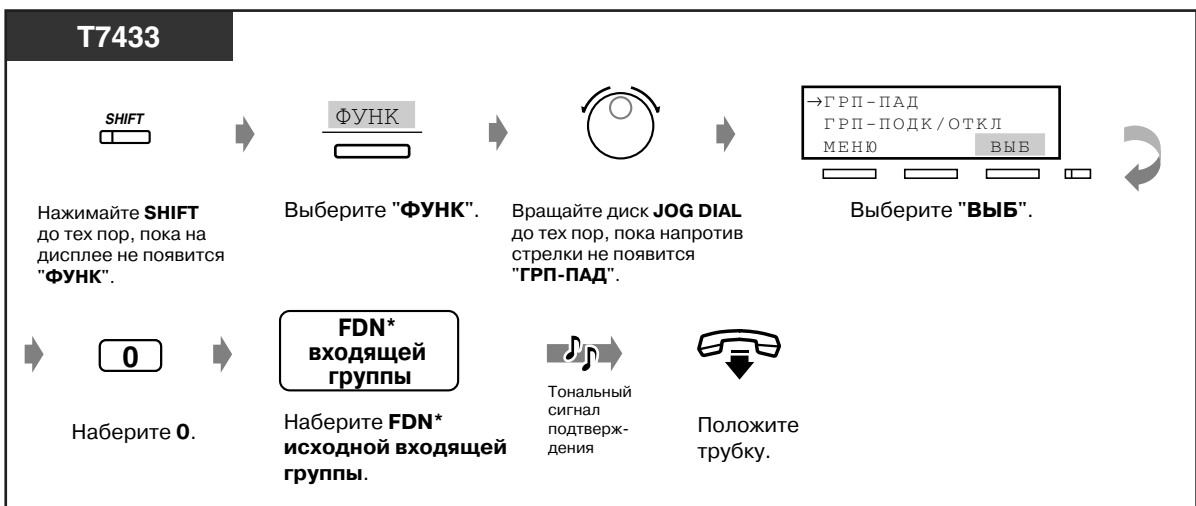 T7433
SHIFT
ФУНК
→ГРП-ПАД
ГРП-ПОДК/ОТКЛ
МЕНЮ ВЫБ
Нажимайте SHIFT
до тех пор, пока на
дисплее не появится
"ФУНК".
Выберите "ФУНК".
Вращайте диск JOG DIAL
до тех пор, пока напротив
стрелки не появится
"ГРП-ПАД".
Выберите "ВЫБ".
0
FDN*
входящей
группы
Наберите 0.
Наберите FDN*
исходной входящей
группы.
Тональный
сигнал
подтверж-
дения
Положите
трубку.